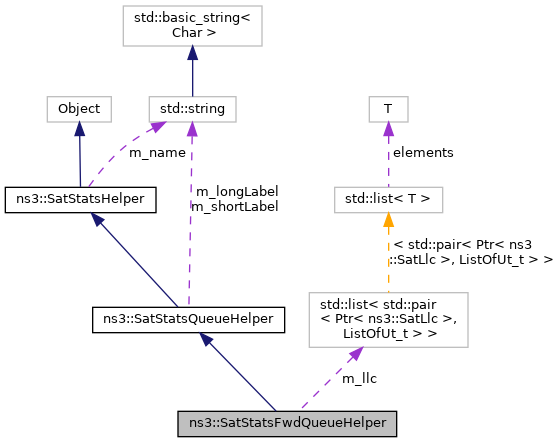 std::basic_string<
Char >
Object
std::string
T
m_name
elements
ns3::SatStatsHelper
m_longLabel
m_shortLabel
std::list< T >
< std::pair< Ptr< ns3
::SatLlc >, ListOfUt_t > >
ns3::SatStatsQueueHelper
std::list< std::pair
< Ptr< ns3::SatLlc >,
ListOfUt_t > >
m_llc
ns3::SatStatsFwdQueueHelper